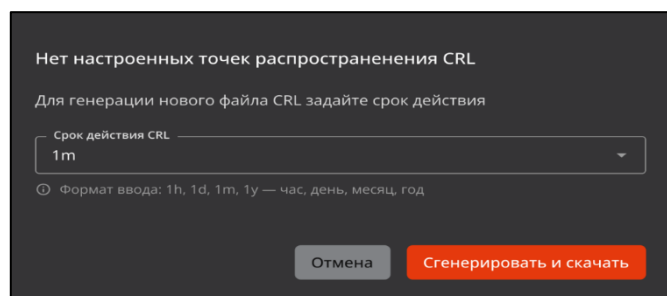 Нет настроенных точек распространенения CRL
Для генерации нового файла CRL задайте срок действия
Срок действия CRL
1m
Формат ввода: 1h, 1d, 1m, 1y — час, день, месяц, год
Отмена
Сгенерировать и скачать